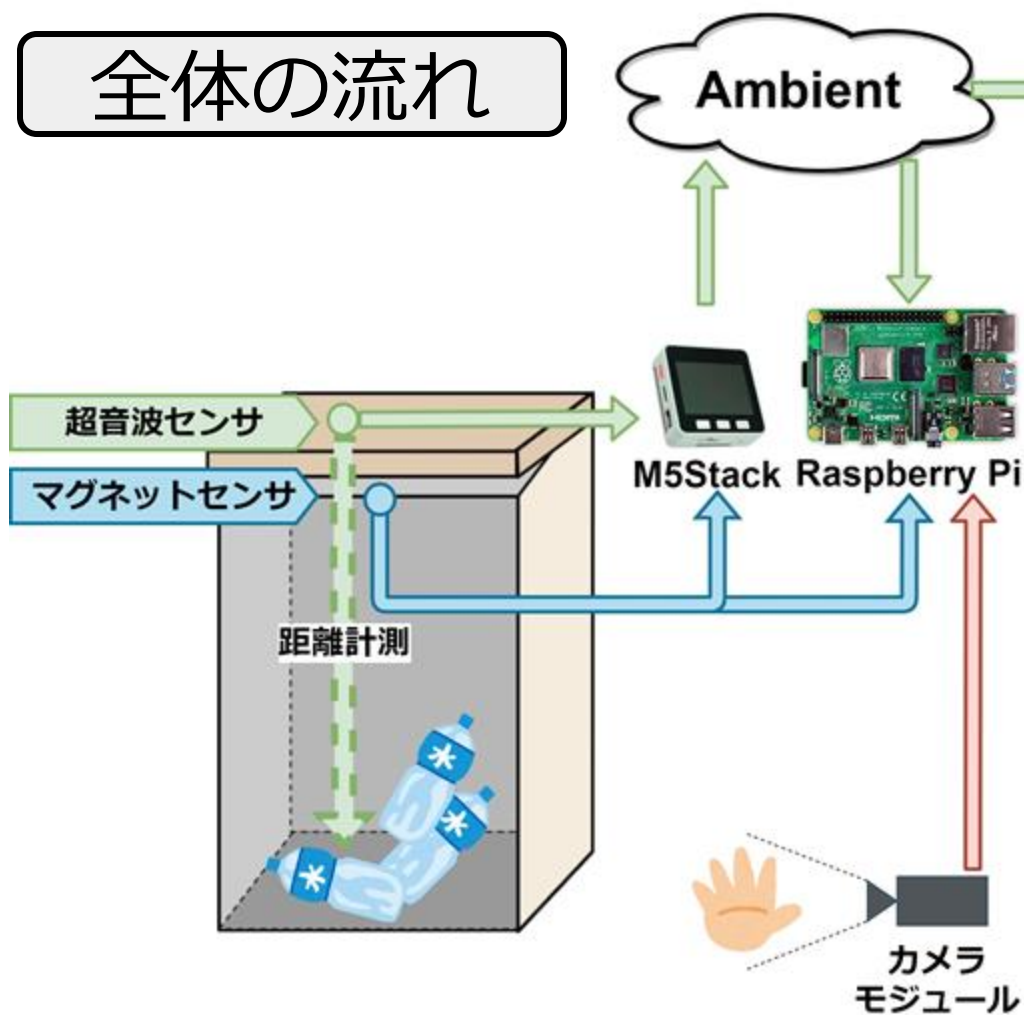 全体の流れ
Ambient
超音波センサ
M5Stack
Raspberry Pi
マグネットセンサ
距離計測
カメラ
モジュール